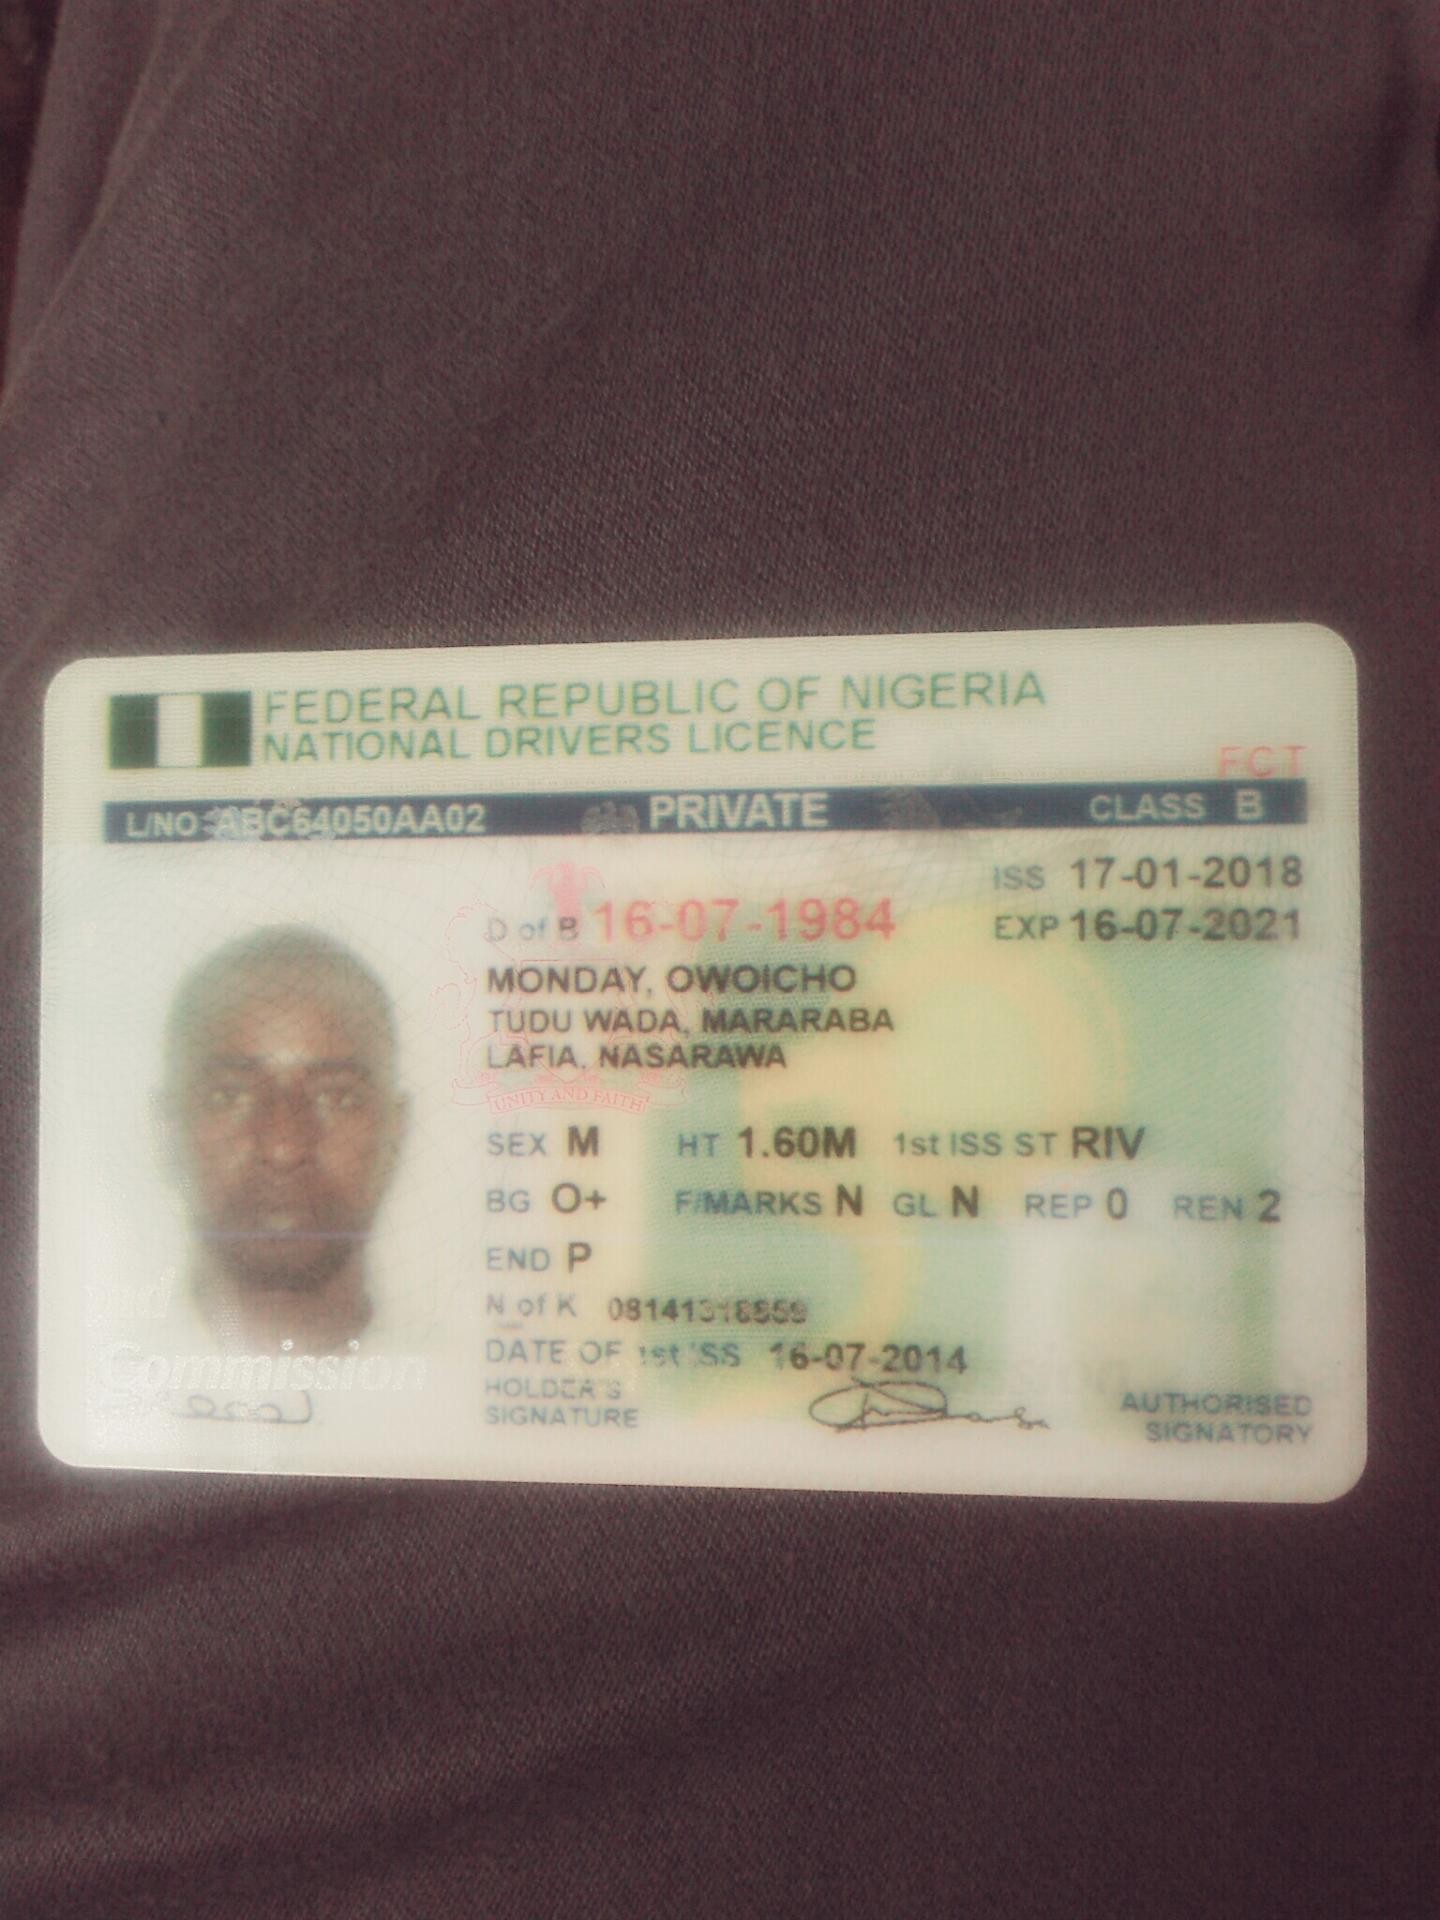 FEDERAL REPUBLIC OF NIGERIA
NATIONAL DRIVERS LICENCE
FCT
L/NO ABC64050AA02 PRIVATE CLASS B
ISS 17-01-2018
D of B 16-07-1984 EXP 16-07-2021
MONDAY, OWOICHO
TUDU WADA, MARARABA
LAFIA, NASARAWA
UNITY AND FAITH
SEX M HT 1.60M 1st ISS ST RIV
BG O+ F/MARKS N GL N REP 0 REN 2
END P
N of K
DATE OF 1st ISS 16-07-2014
Commission
HOLDER'S
SIGNATURE
AUTHORISED
SIGNATORY